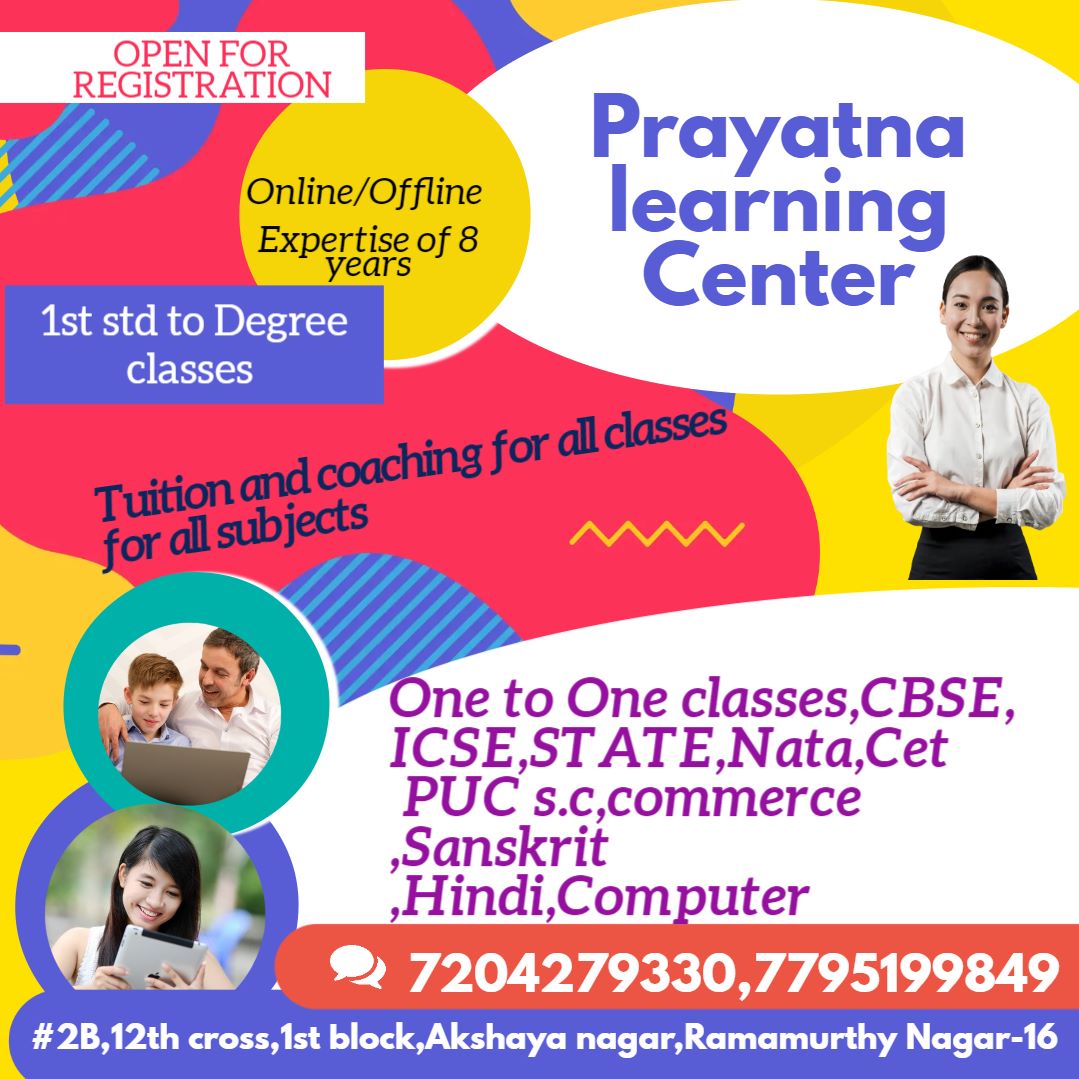 OPEN FOR
REGISTRATION
Prayatna
learning
Center
Online/Offline
Expertise of 8
years
1st std to Degree
classes
Tuition and coaching for all classes
for all subjects
One to One classes,CBSE,
ICSE,STATE,Nata,Cet
PUC s.c,commerce
,Sanskrit
,Hindi,Computer
7204279330,7795199849
#2B,12th cross,1st block,Akshaya nagar,Ramamurthy Nagar-16